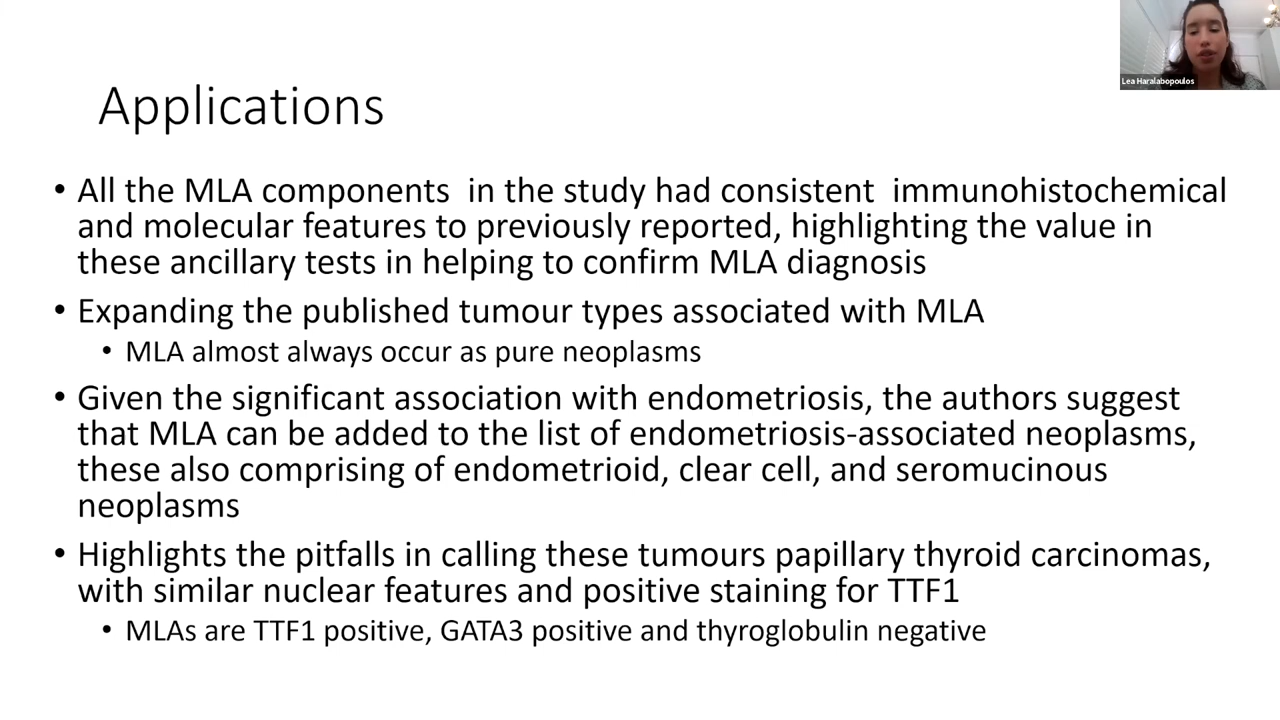 Lea Haralabopoulos
Applications
• All the MLA components in the study had consistent immunohistochemical
and molecular features to previously reported, highlighting the value in
these ancillary tests in helping to confirm MLA diagnosis
• Expanding the published tumour types associated with MLA
• MLA almost always occur as pure neoplasms
• Given the significant association with endometriosis, the authors suggest
that MLA can be added to the list of endometriosis-associated neoplasms,
these also comprising of endometrioid, clear cell, and seromucinous
neoplasms
• Highlights the pitfalls in calling these tumours papillary thyroid carcinomas,
with similar nuclear features and positive staining for TTF1
• MLAs are TTF1 positive, GATA3 positive and thyroglobulin negative